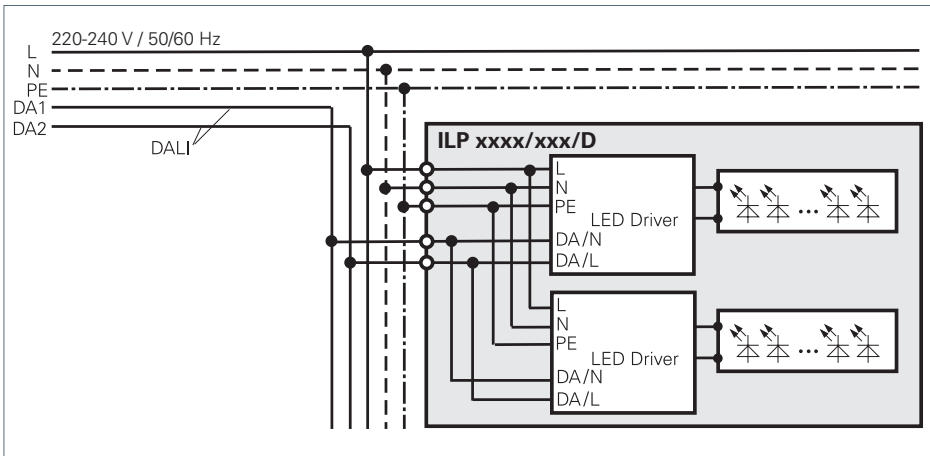 220-240 V / 50/60 Hz
L
N
PE
DA1
DA2
DALI
ILP xxxx/xxx/D
L
N
PE
LED Driver
DA/N
DA/L
L
N
PE
LED Driver
DA/N
DA/L